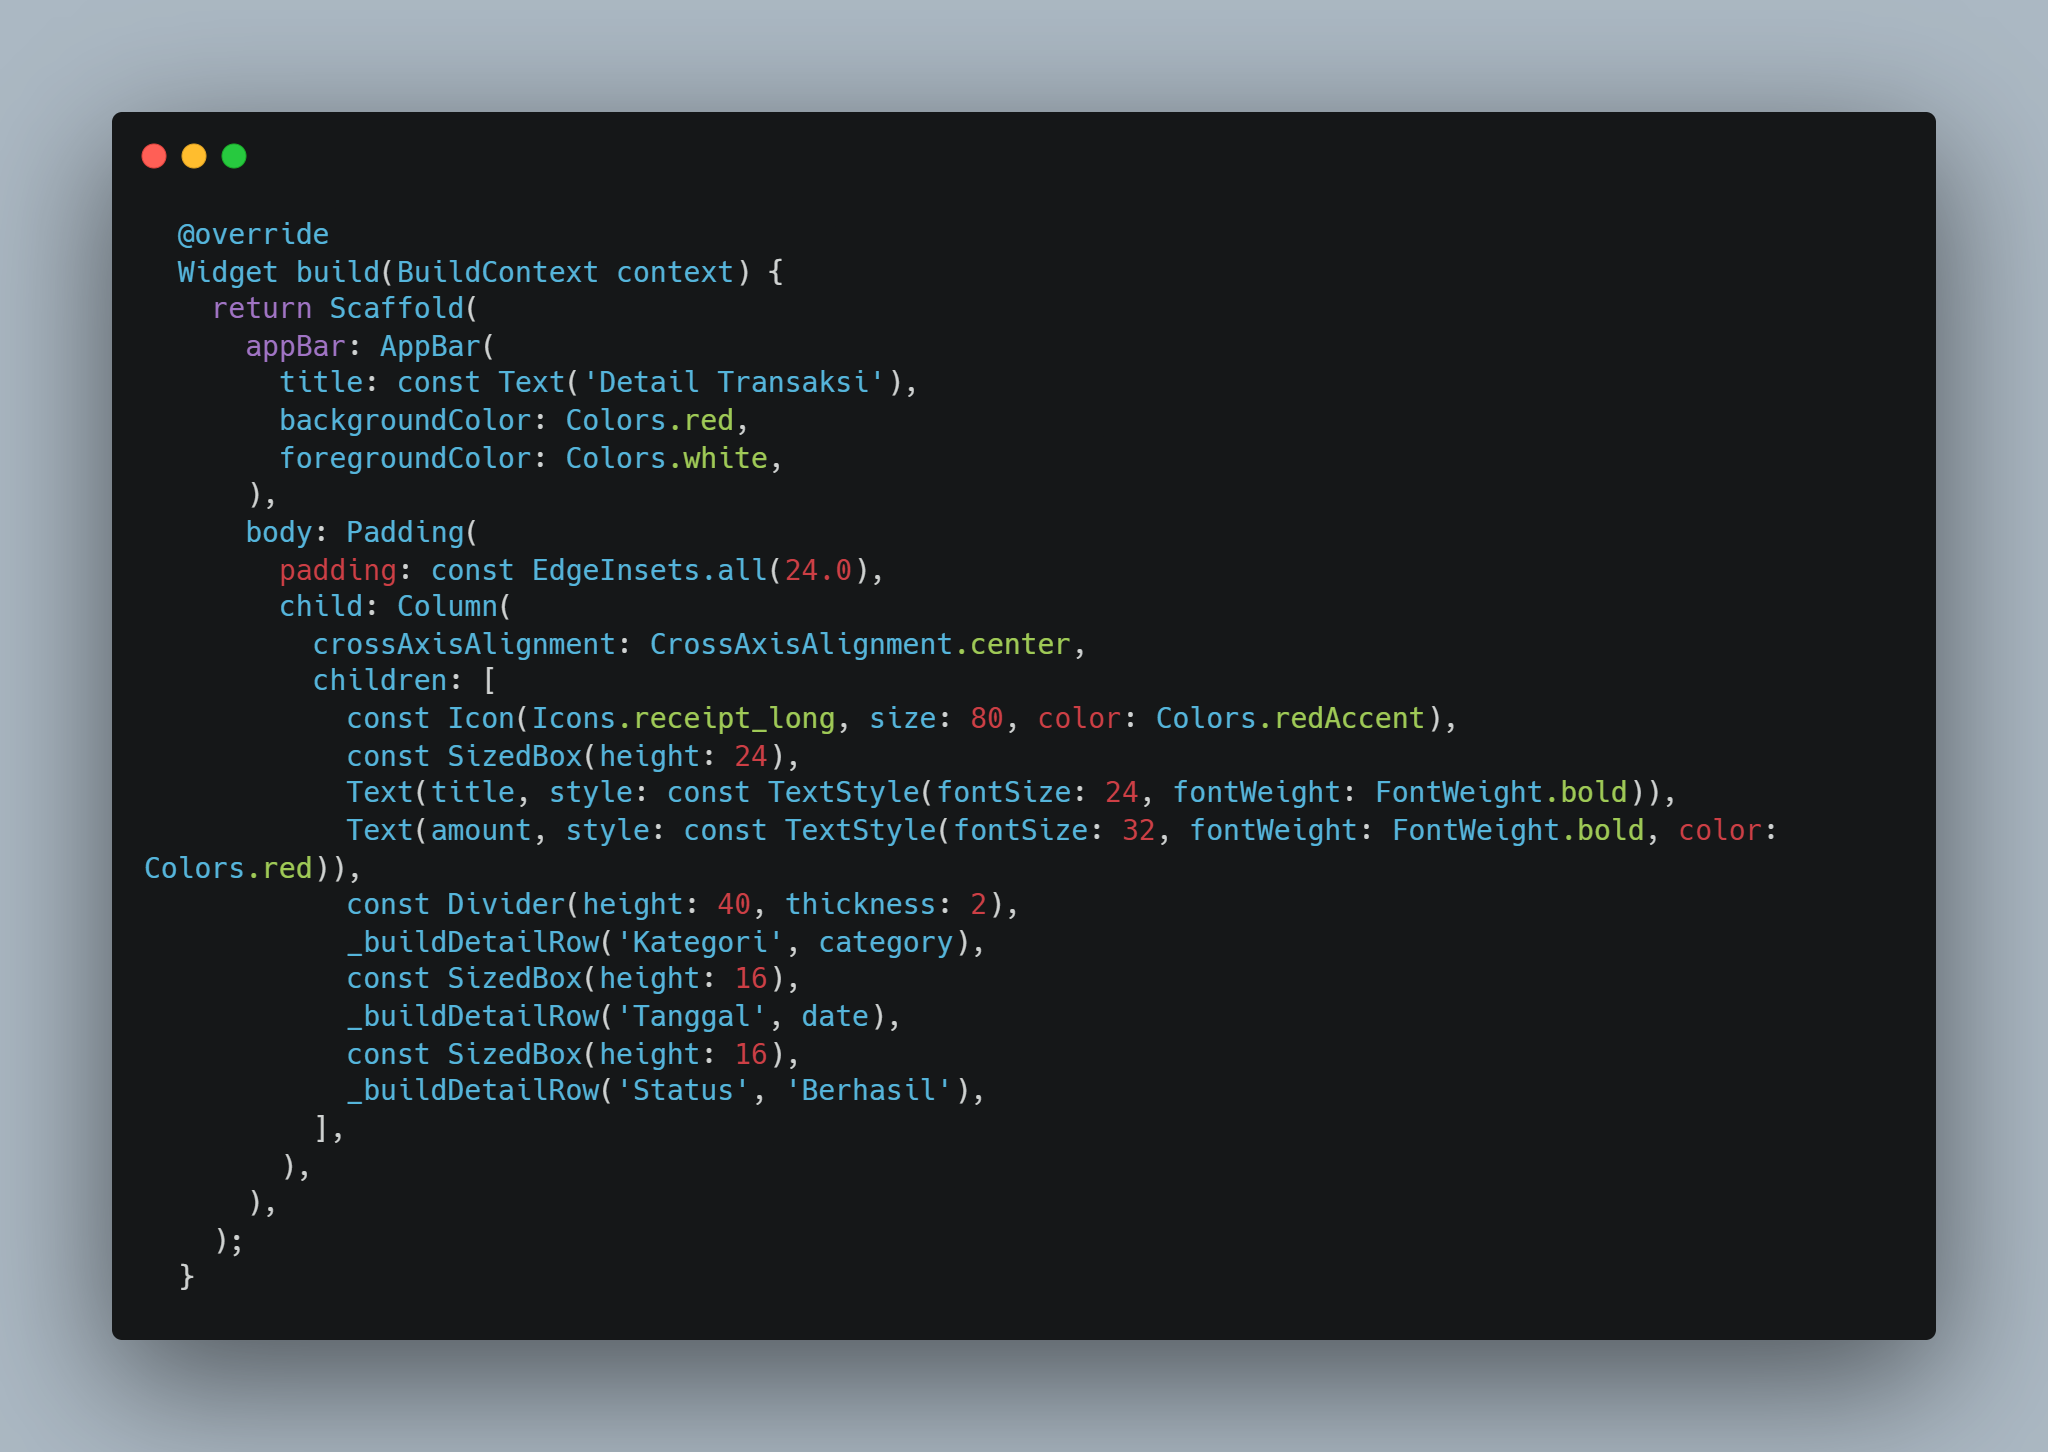 @override
Widget build(BuildContext context) {
  return Scaffold(
    appBar: AppBar(
      title: const Text('Detail Transaksi'),
      backgroundColor: Colors.red,
      foregroundColor: Colors.white,
    ),
    body: Padding(
      padding: const EdgeInsets.all(24.0),
      child: Column(
        crossAxisAlignment: CrossAxisAlignment.center,
        children: [
          const Icon(Icons.receipt_long, size: 80, color: Colors.redAccent),
          const SizedBox(height: 24),
          Text(title, style: const TextStyle(fontSize: 24, fontWeight: FontWeight.bold)),
          Text(amount, style: const TextStyle(fontSize: 32, fontWeight: FontWeight.bold, color:
Colors.red)),
          const Divider(height: 40, thickness: 2),
          _buildDetailRow('Kategori', category),
          const SizedBox(height: 16),
          _buildDetailRow('Tanggal', date),
          const SizedBox(height: 16),
          _buildDetailRow('Status', 'Berhasil'),
        ],
      ),
    ),
  );
}